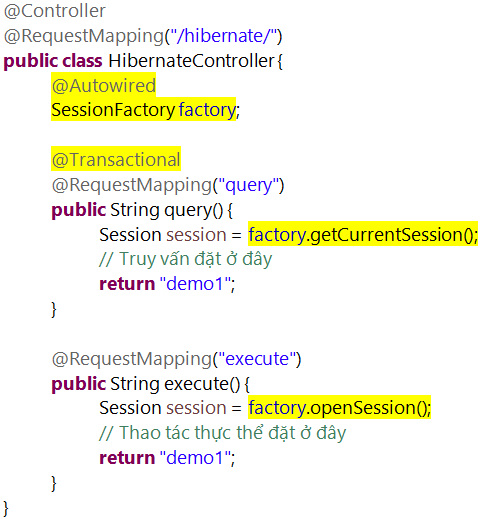 @Controller
@RequestMapping("/hibernate/")
public class HibernateController {
@Autowired
SessionFactory factory;
@Transactional
@RequestMapping("query")
public String query() {
Session session = factory.getCurrentSession();
// Truy vấn đặt ở đây
return "demo1";
}
@RequestMapping("execute")
public String execute() {
Session session = factory.openSession();
// Thao tác thực thể đặt ở đây
return "demo1";
}
}